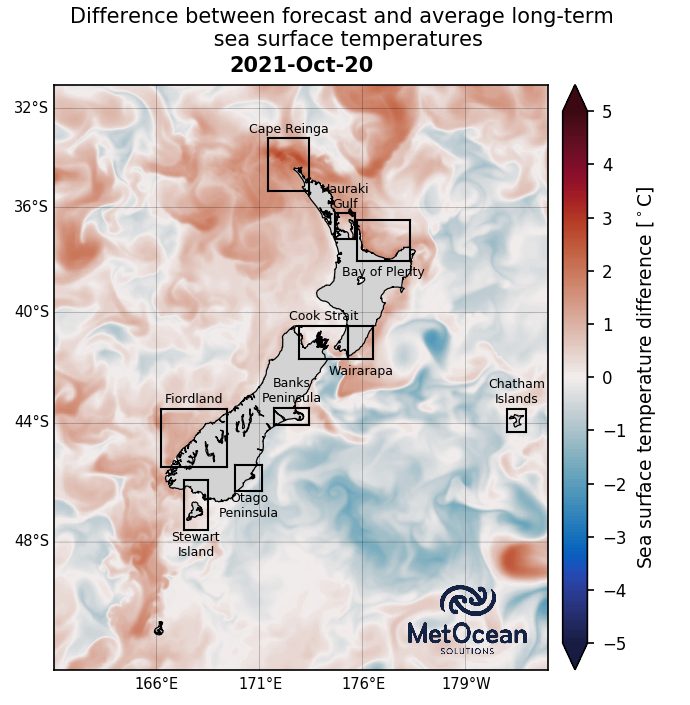 Difference between forecast and average long-term
sea surface temperatures
2021-Oct-20
32°S
36°S
40°S
44°S
48°S
Cape Reinga
Hauraki
Gulf
Bay of Plenty
Cook Strait
Wairarapa
Banks
Peninsula
Fiordland
Chatham
Islands
Otago
Peninsula
Stewart
Island
MetOcean
SOLUTIONS
166°E
171°E
176°E
179°W
5
4
3
2
1
0
−1
−2
−3
−4
−5
Sea surface temperature difference [°C]